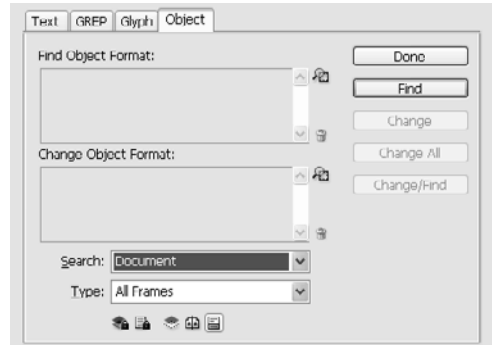 Text GREP Glyph Object
Find Object Format:
Done
Find
Change
Change Object Format:
Change All
Change/Find
Search: Document
Type: All Frames